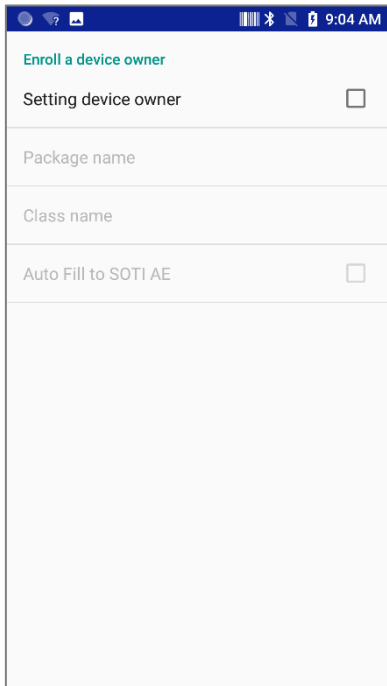 9:04 AM
Enroll a device owner
Setting device owner
Package name
Class name
Auto Fill to SOTI AE